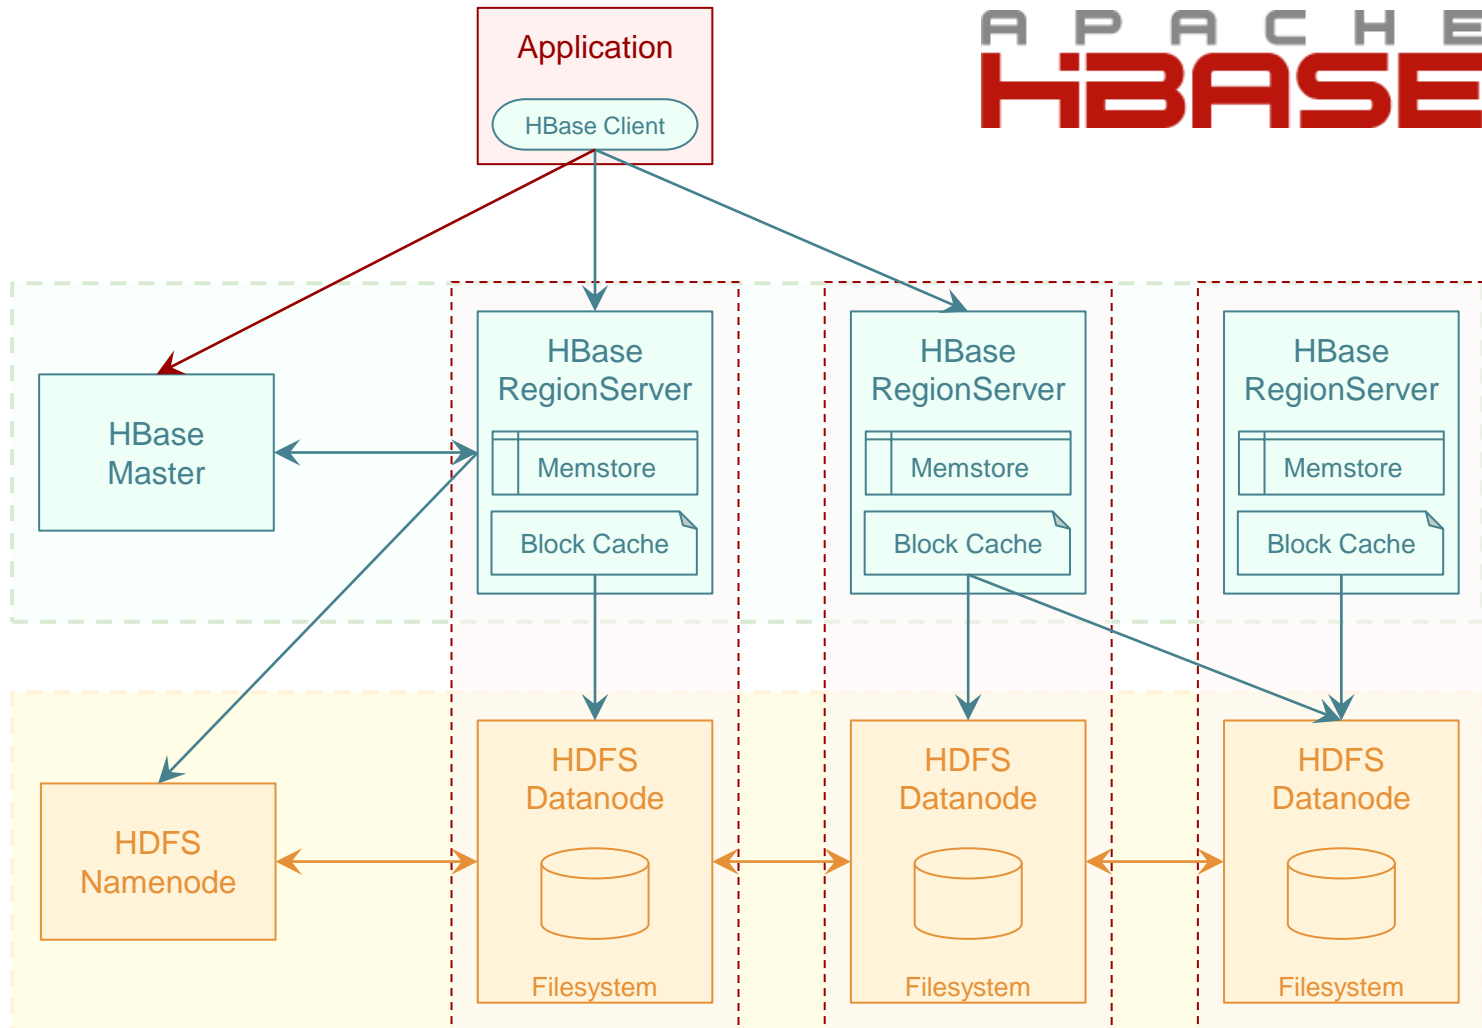 Application
HBase Client
APACHE
HBASE
HBase
Master
HBase
RegionServer
Memstore
Block Cache
HBase
RegionServer
Memstore
Block Cache
HBase
RegionServer
Memstore
Block Cache
HDFS
Namenode
HDFS
Datanode
Filesystem
HDFS
Datanode
Filesystem
HDFS
Datanode
Filesystem